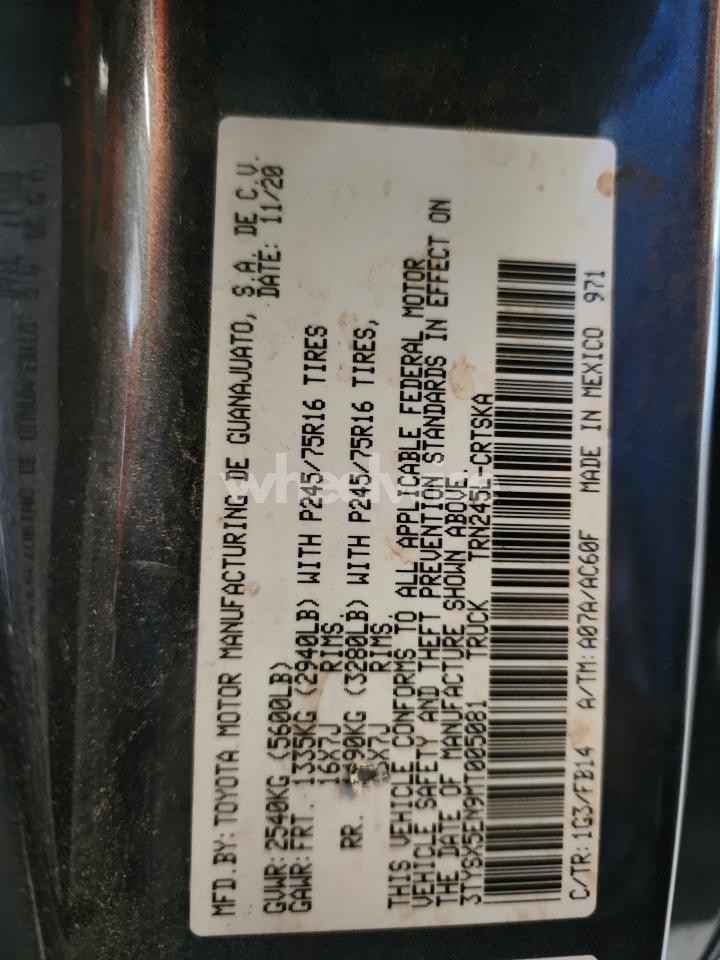 MFD.BY: TOYOTA MOTOR MANUFACTURING DE GUANAJUATO, S.A. DE C.V.
DATE: 11/20
GVWR: 2540KG (5600LB)
GAWR: FRT. 1335KG (2940LB) WITH P245/75R16 TIRES
16X7J RIMS.
RR. 1490KG (3280LB) WITH P245/75R16 TIRES,
16X7J RIMS.
THIS VEHICLE CONFORMS TO ALL APPLICABLE FEDERAL MOTOR
VEHICLE SAFETY AND THEFT PREVENTION STANDARDS IN EFFECT ON
THE DATE OF MANUFACTURE SHOWN ABOVE.
3TYSX5EN9MT005081 TRUCK TRN245L-CRTSKA
C/TR: 1G3/FB14 A/TM: A07A/AC60F MADE IN MEXICO 971